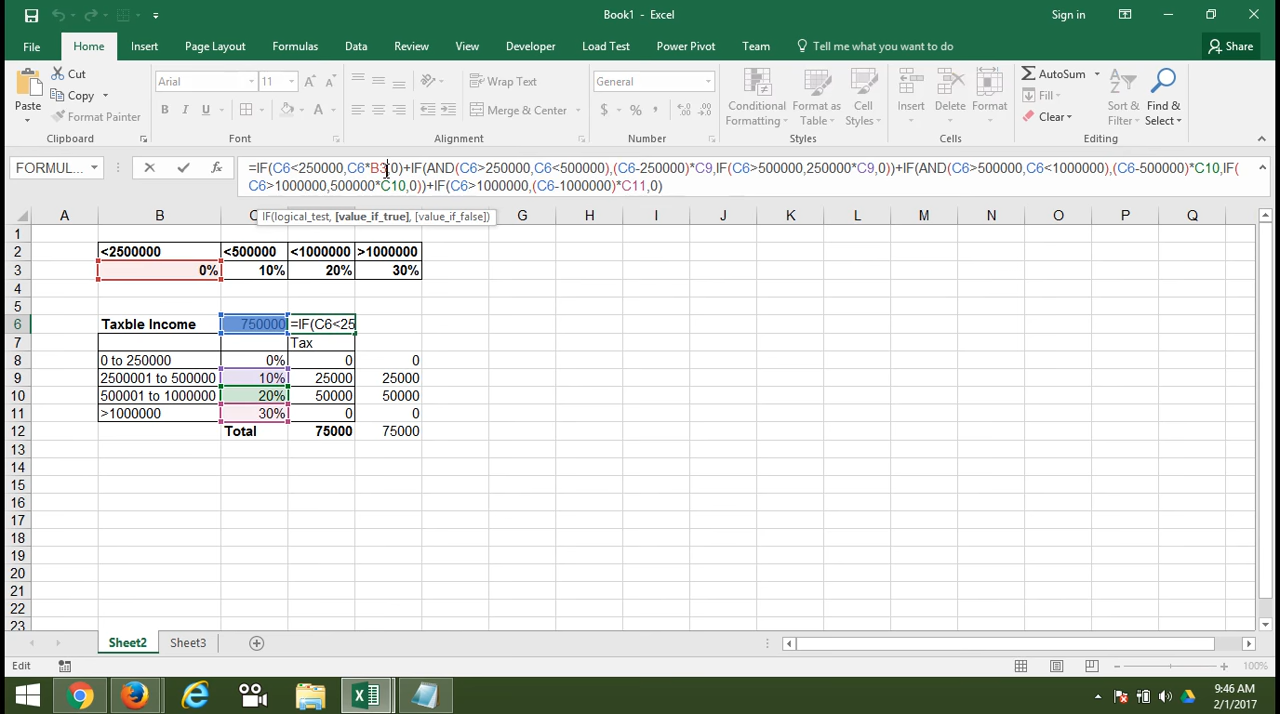 Book1 - Excel
Sign in
File Home Insert Page Layout Formulas Data Review View Developer Load Test Power Pivot Team Tell me what you want to do Share
Paste
Cut
Copy
Format Painter
Clipboard
Arial 11
B I U
Font
Wrap Text
Merge & Center
Alignment
General
$ % ,
Number
Conditional Formatting
Format as Table
Cell Styles
Styles
Insert Delete Format
Cells
AutoSum
Fill
Clear
Sort & Filter
Find & Select
Editing
FORMUL... fx
=IF(C6<250000,C6*B3,0)+IF(AND(C6>250000,C6<500000),(C6-250000)*C9,IF(C6>500000,250000*C9,0))+IF(AND(C6>500000,C6<1000000),(C6-500000)*C10,IF(
C6>1000000,500000*C10,0))+IF(C6>1000000,(C6-1000000)*C11,0)
IF(logical_test, [value_if_true], [value_if_false])
A B C G H I J K L M N O P Q
1
2 <2500000 <500000 <1000000 >1000000
3 0% 10% 20% 30%
4
5
6 Taxble Income 750000 =IF(C6<25
7 Tax
8 0 to 250000 0% 0 0
9 2500001 to 500000 10% 25000 25000
10 500001 to 1000000 20% 50000 50000
11 >1000000 30% 0 0
12 Total 75000 75000
13
14
15
16
17
18
19
20
21
22
23
Sheet2 Sheet3
Edit 100%
9:46 AM
2/1/2017